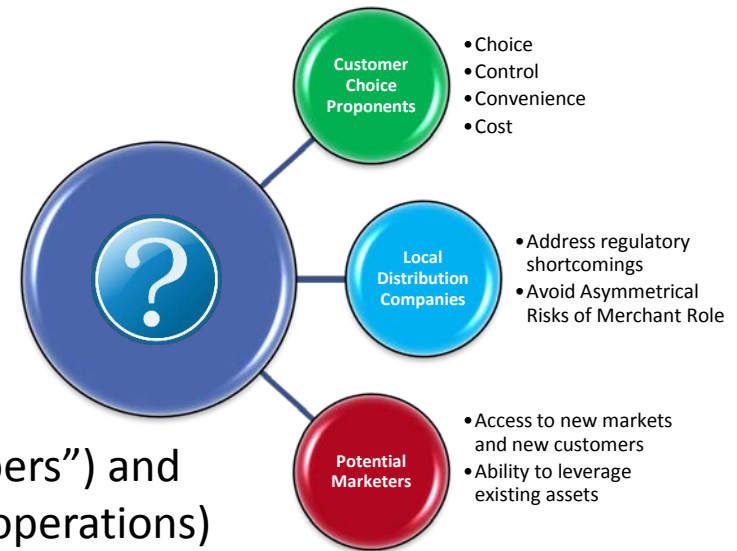 Customer
Choice
Proponents
•Choice
•Control
•Convenience
•Cost
?
Local
Distribution
Companies
•Address regulatory
shortcomings
•Avoid Asymmetrical
Risks of Merchant Role
Potential
Marketers
•Access to new markets
and new customers
•Ability to leverage
existing assets
pers”) and
operations)